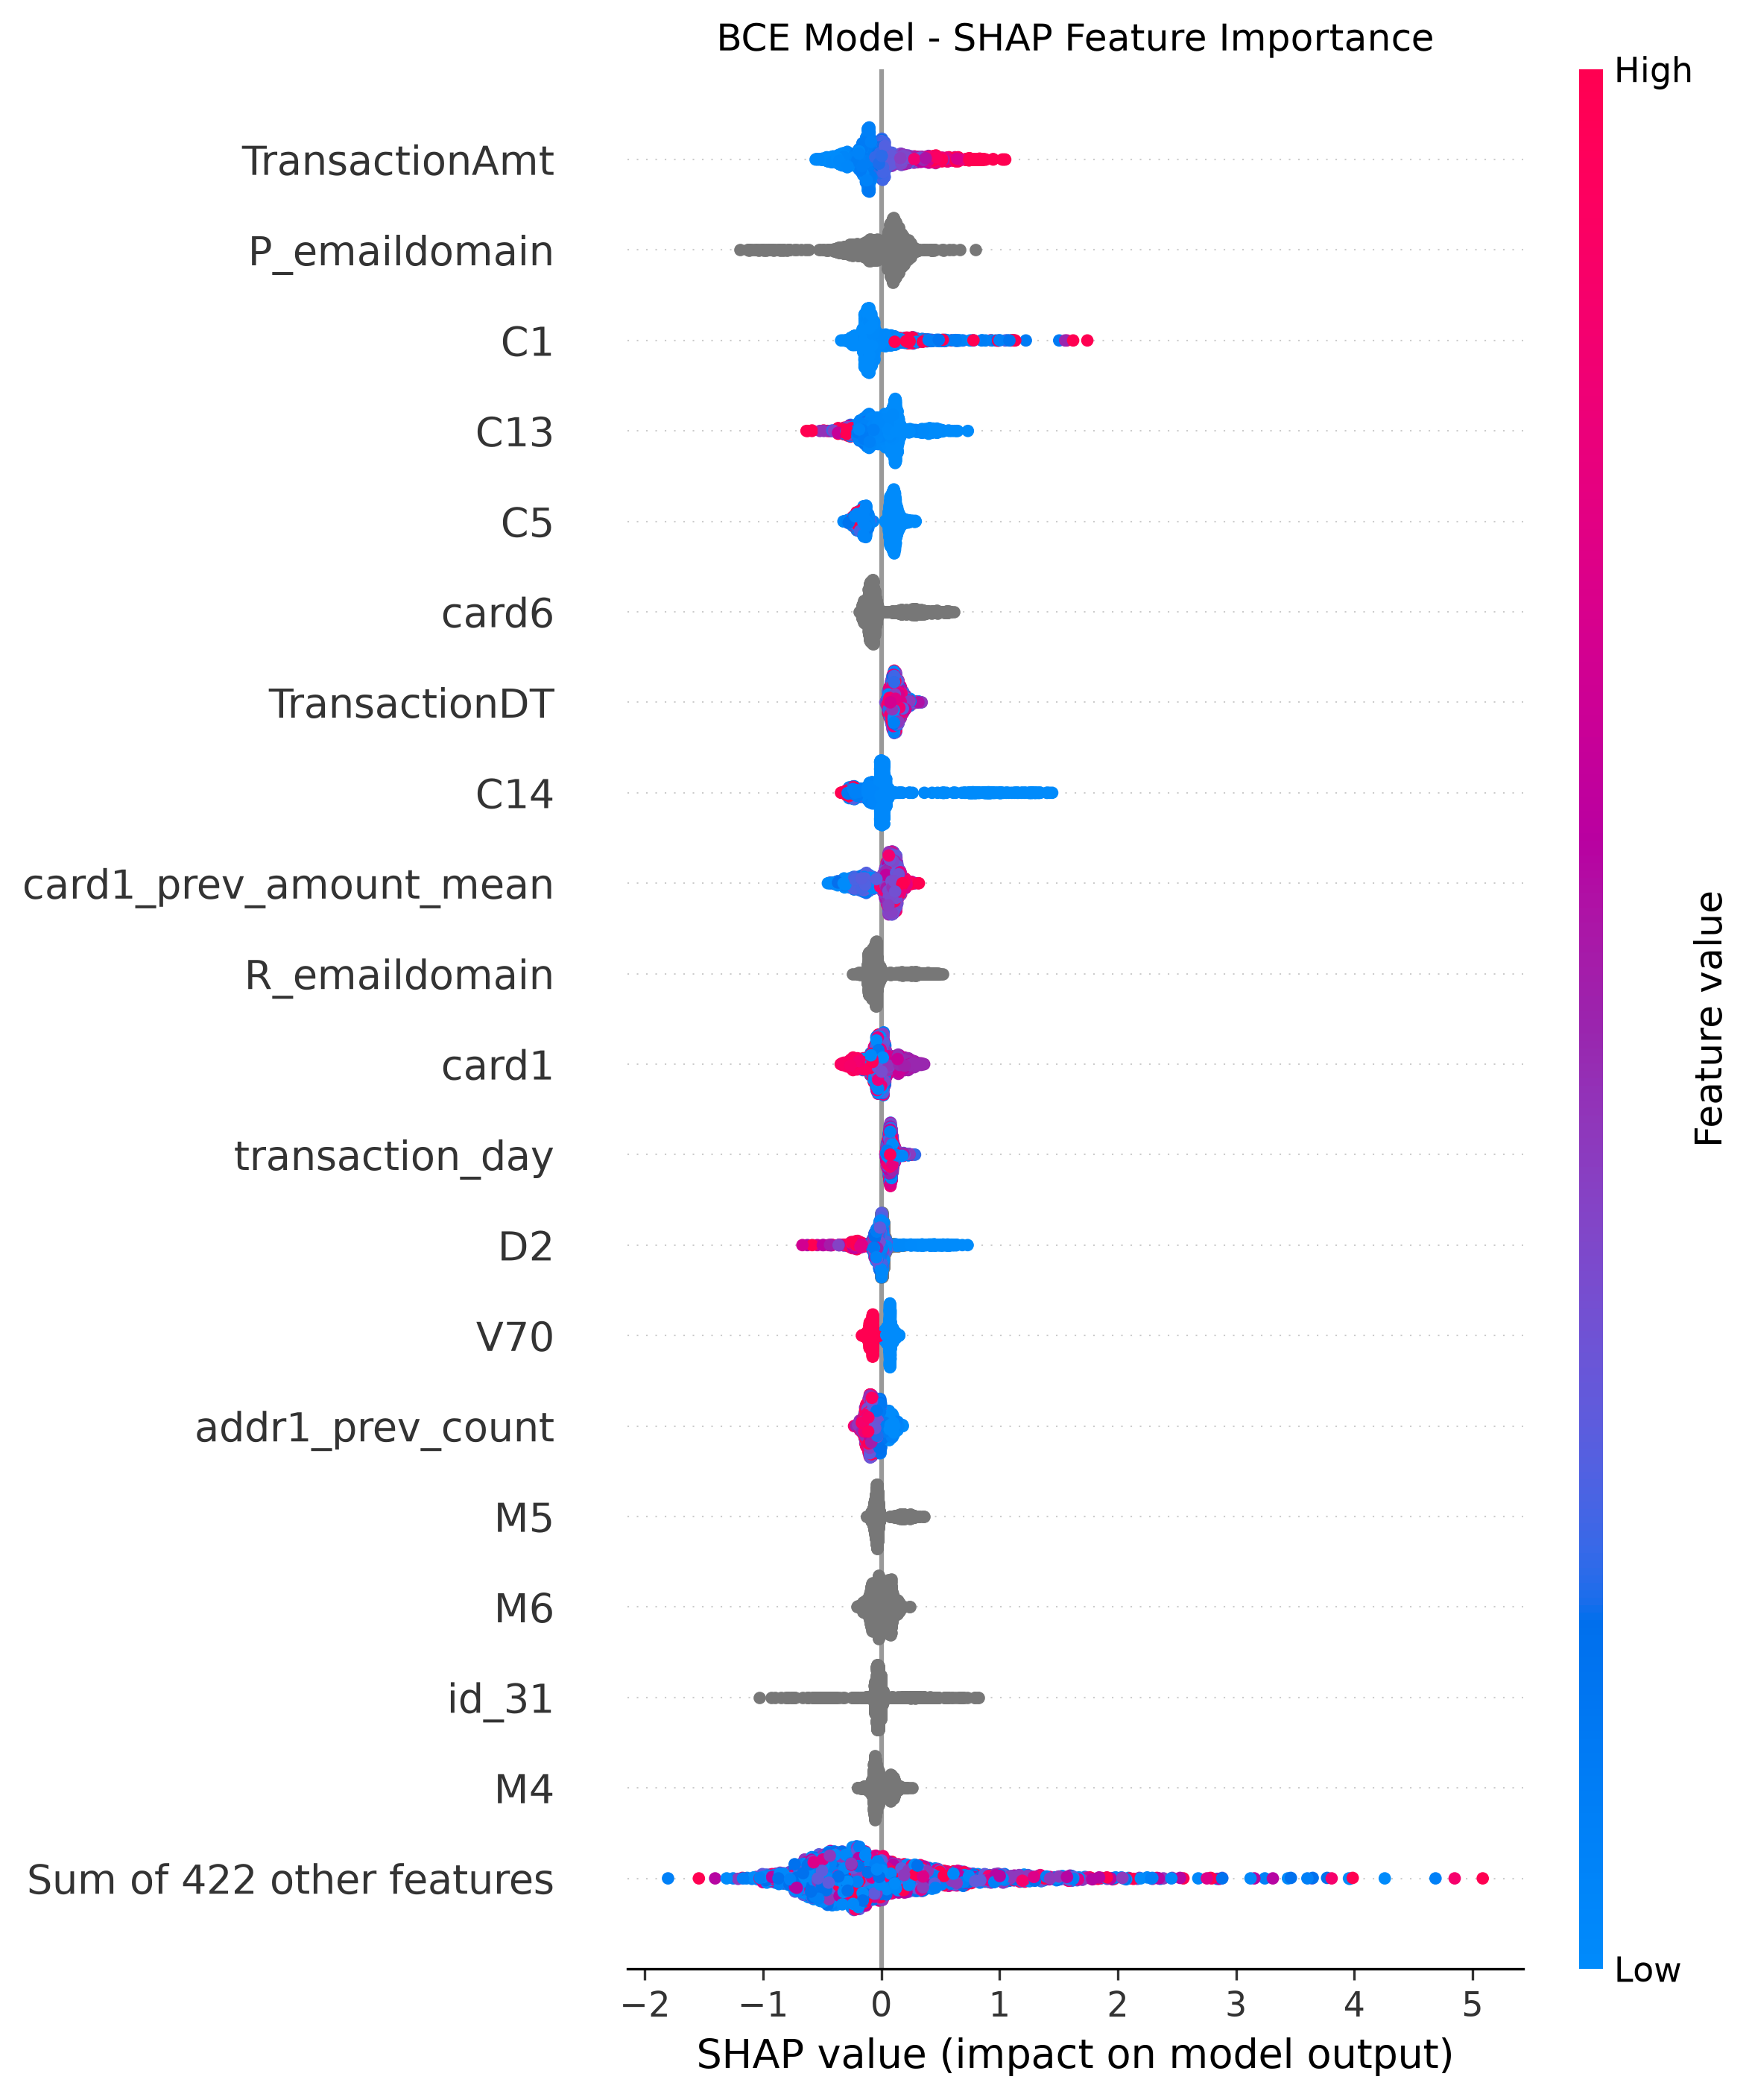 BCE Model - SHAP Feature Importance
High
TransactionAmt
P_emaildomain
C1
C13
C5
card6
TransactionDT
C14
card1_prev_amount_mean
R_emaildomain
card1
transaction_day
D2
V70
addr1_prev_count
M5
M6
id_31
M4
Sum of 422 other features
Feature value
Low
−2 −1 0 1 2 3 4 5
SHAP value (impact on model output)